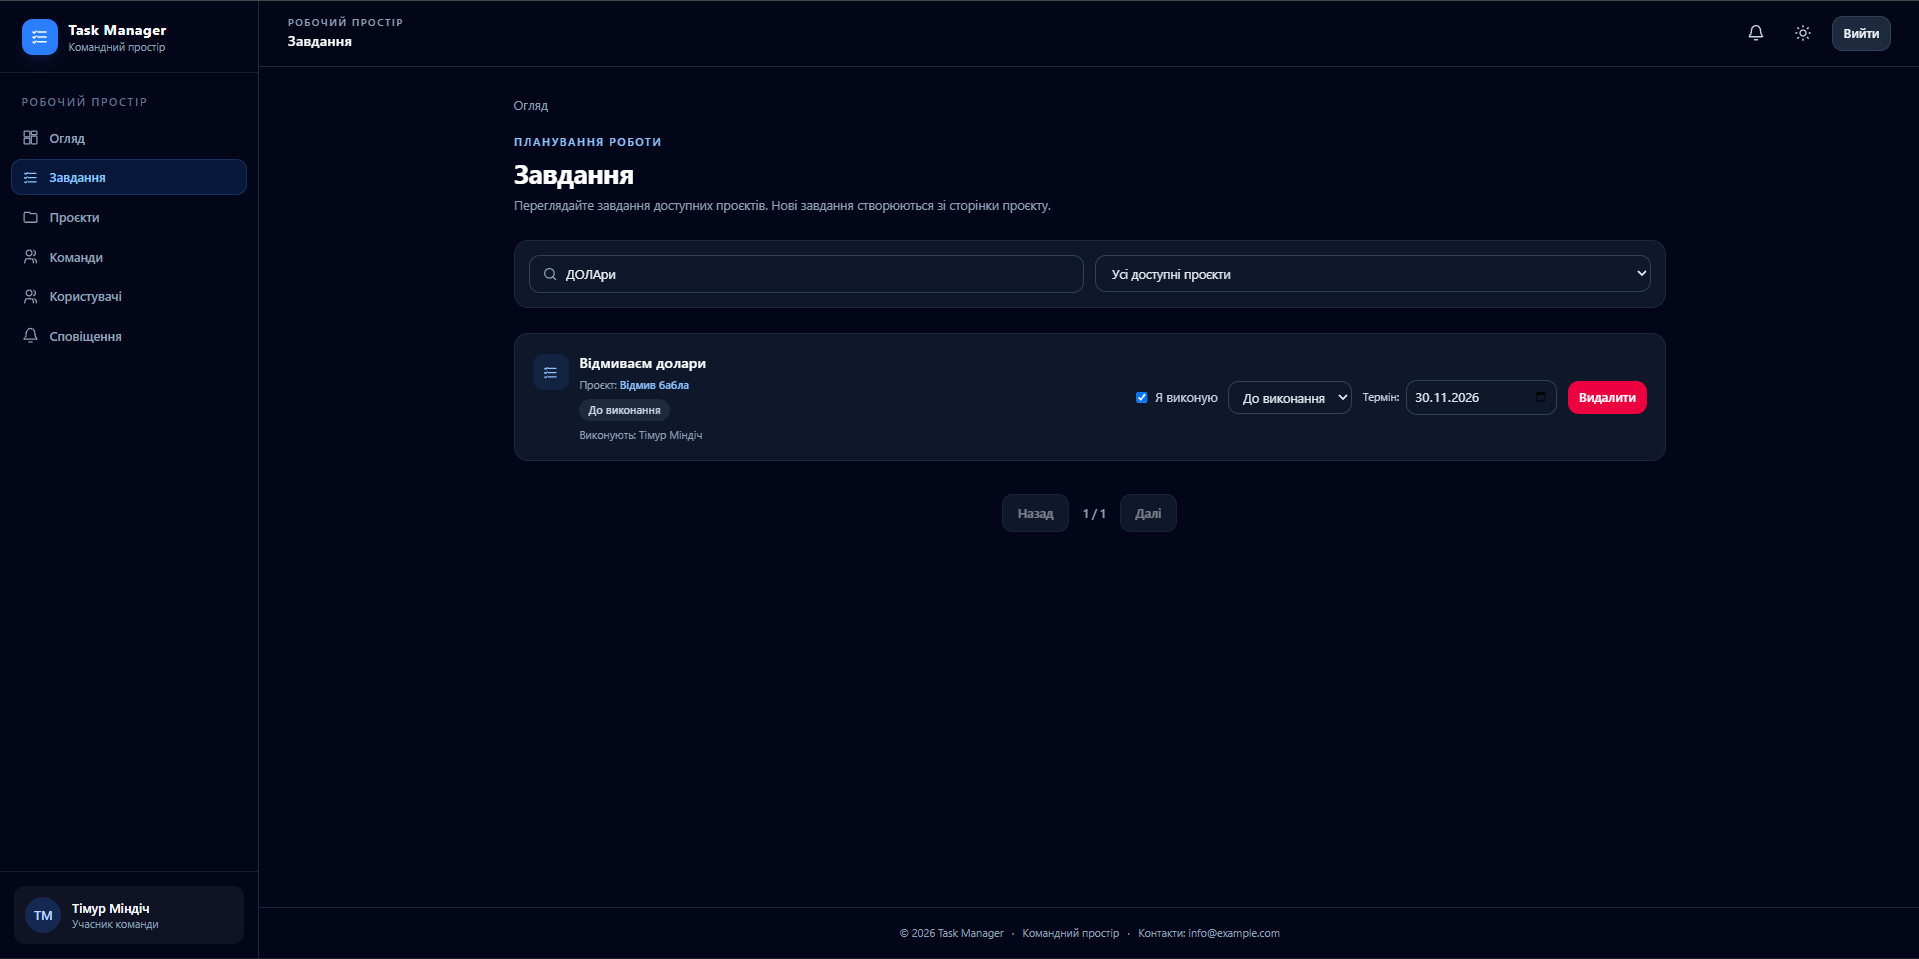 Task Manager
Командний простір
РОБОЧИЙ ПРОСТІР
Огляд
Завдання
Проєкти
Команди
Користувачі
Сповіщення
ТМ
Тімур Міндіч
Учасник команди
РОБОЧИЙ ПРОСТІР
Завдання
Вийти
Огляд
ПЛАНУВАННЯ РОБОТИ
Завдання
Переглядайте завдання доступних проєктів. Нові завдання створюються зі сторінки проєкту.
ДОЛАри
Усі доступні проєкти
Відмиваєм долари
Проєкт: Відмив бабла
До виконання
Виконують: Тімур Міндіч
Я виконую
До виконання
Термін:
30.11.2026
Видалити
Назад
1 / 1
Далі
© 2026 Task Manager · Командний простір · Контакти: info@example.com